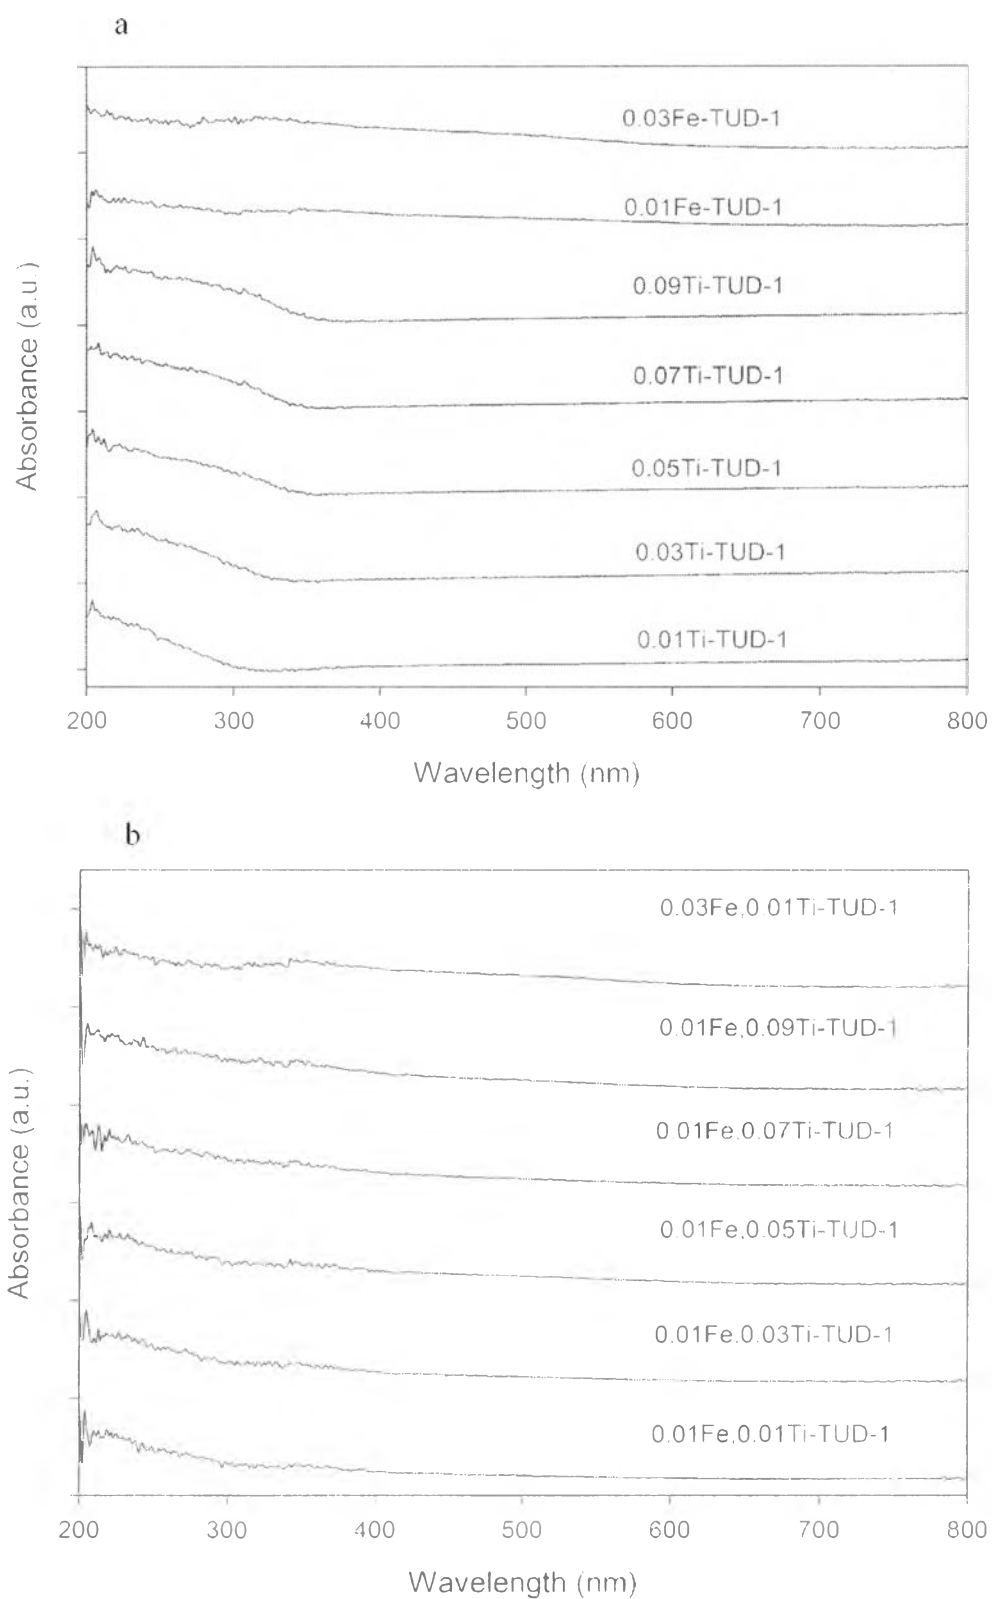 a
0.03Fe-TUD-1
0.01Fe-TUD-1
0.09Ti-TUD-1
0.07Ti-TUD-1
0.05Ti-TUD-1
0.03Ti-TUD-1
0.01Ti-TUD-1
Absorbance (a.u.)
200 300 400 500 600 700 800
Wavelength (nm)
b
0.03Fe,0.01Ti-TUD-1
0.01Fe,0.09Ti-TUD-1
0.01Fe,0.07Ti-TUD-1
0.01Fe,0.05Ti-TUD-1
0.01Fe,0.03Ti-TUD-1
0.01Fe,0.01Ti-TUD-1
Absorbance (a.u.)
200 300 400 500 600 700 800
Wavelength (nm)